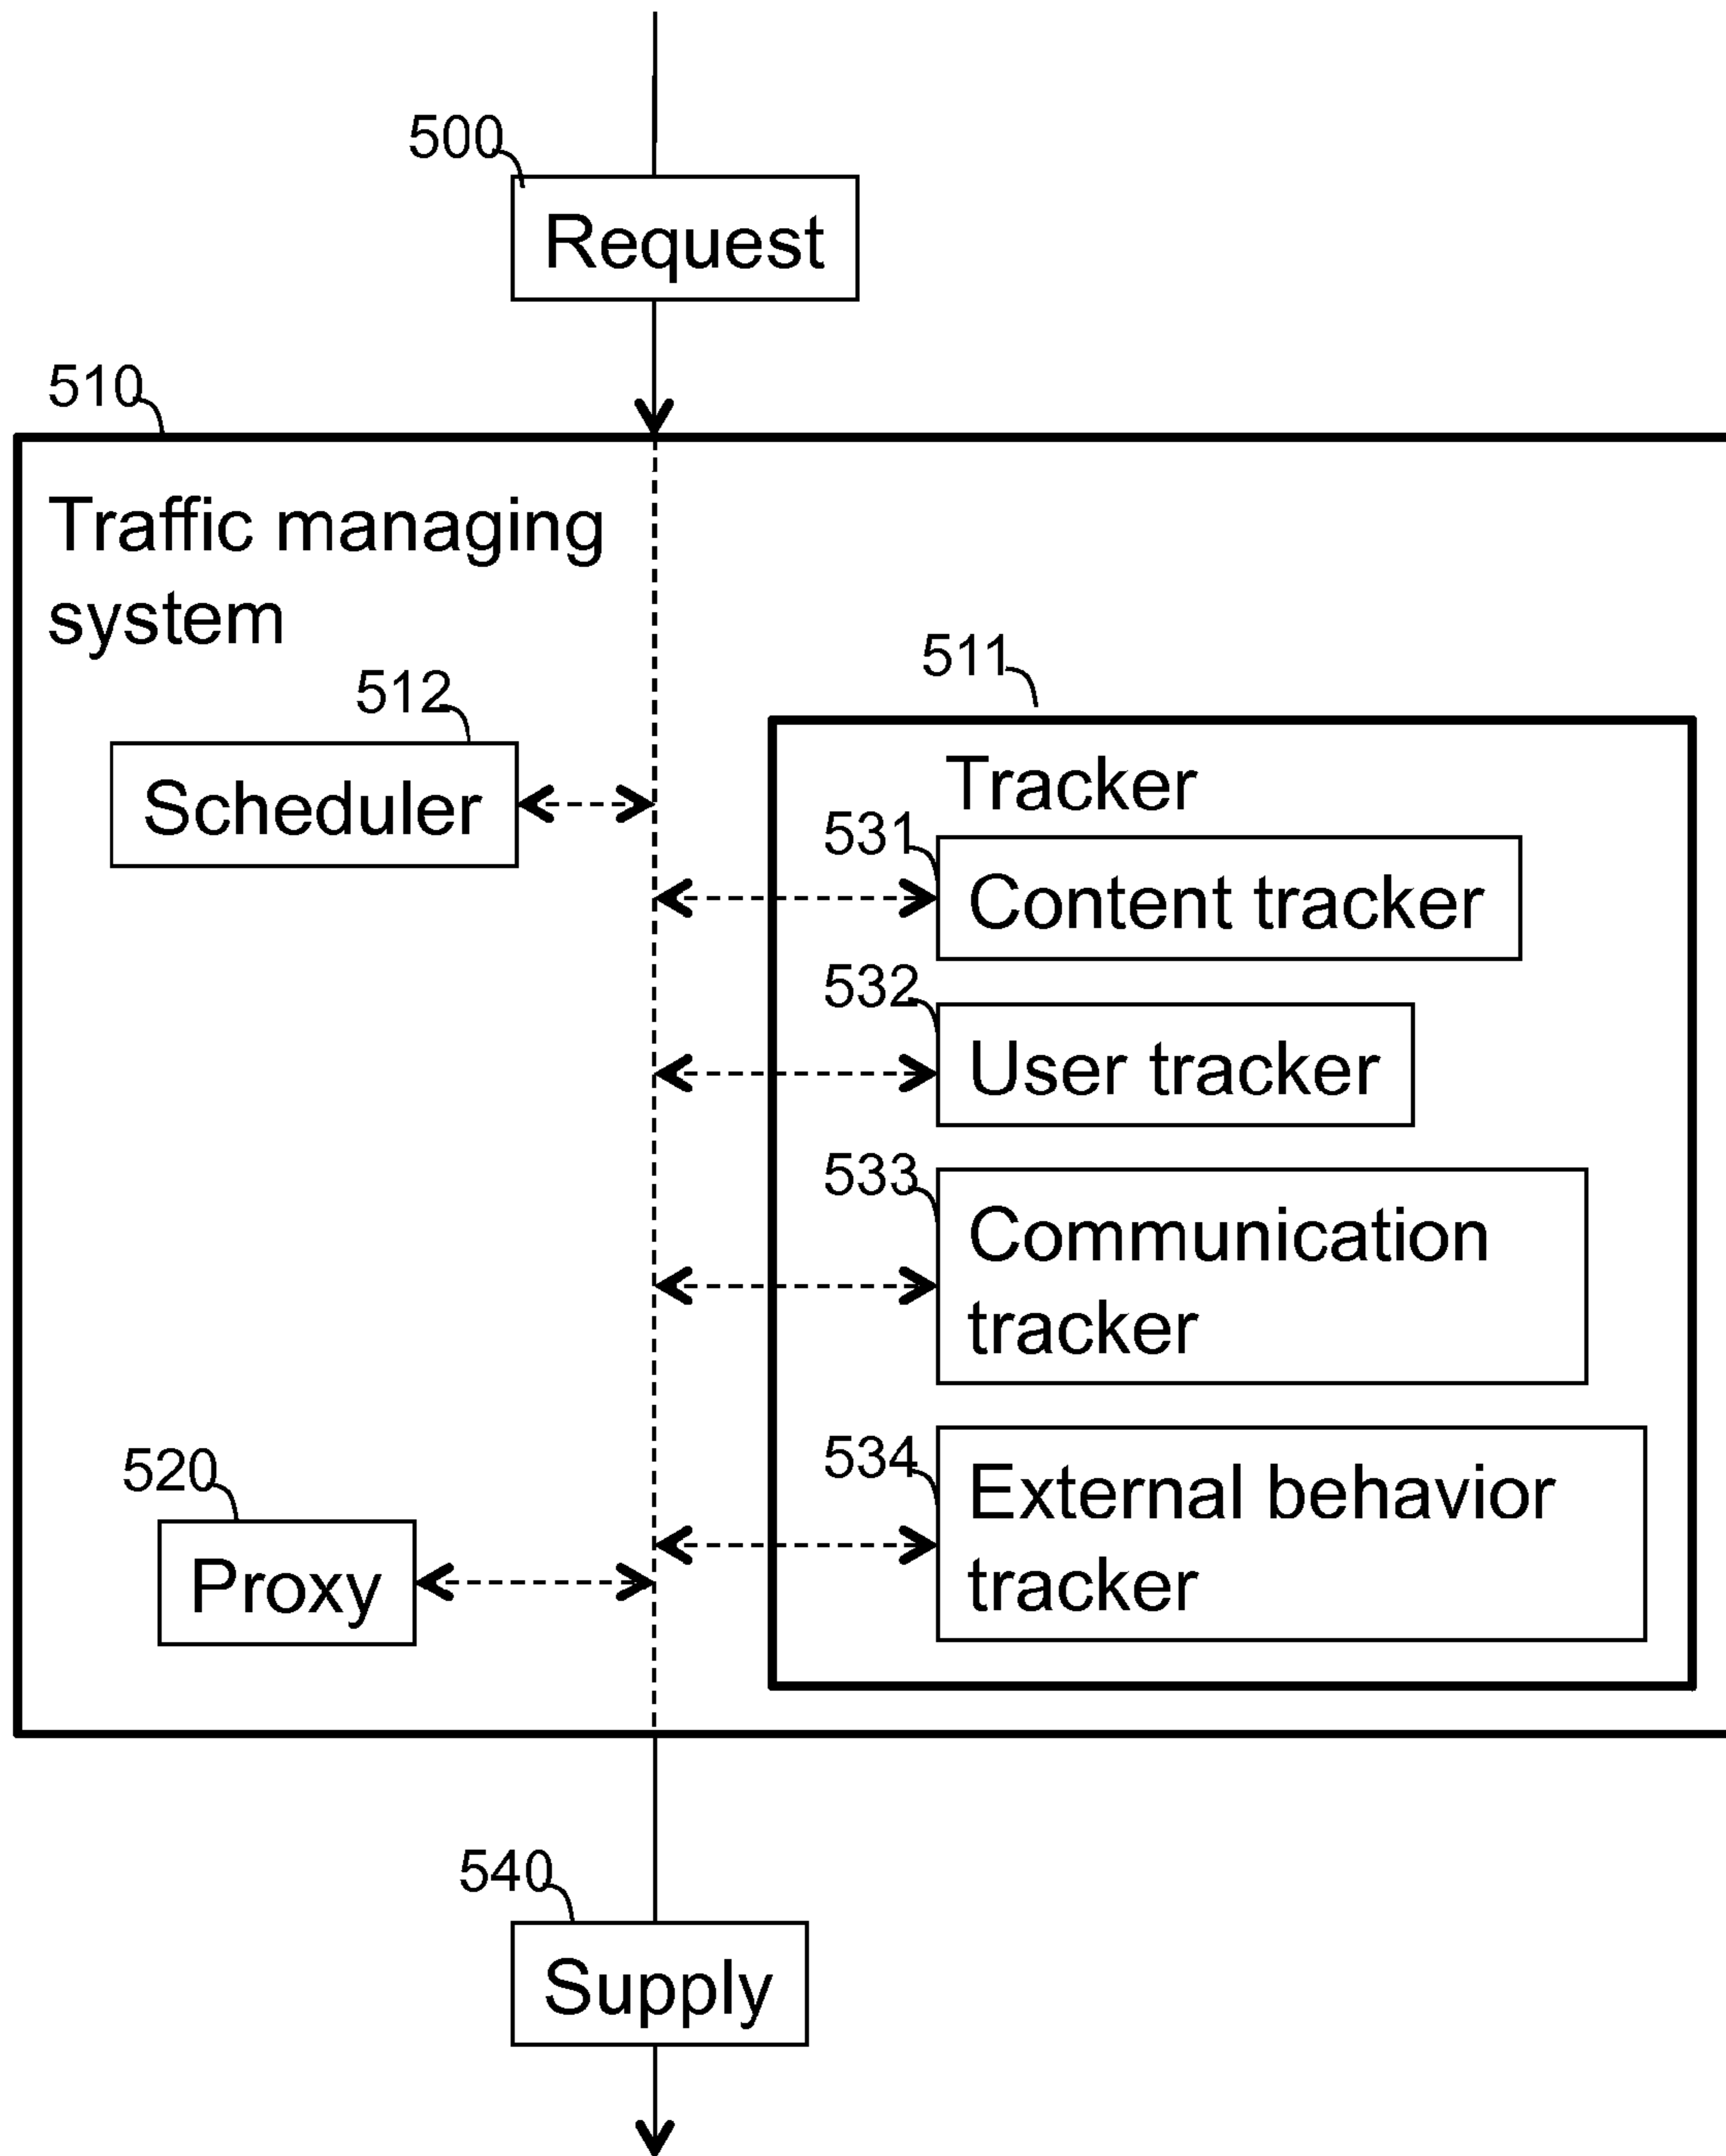 500
Request
510
Traffic managing
system
511
512
Scheduler
Tracker
531
Content tracker
532
User tracker
533
Communication
tracker
534
External behavior
tracker
520
Proxy
540
Supply